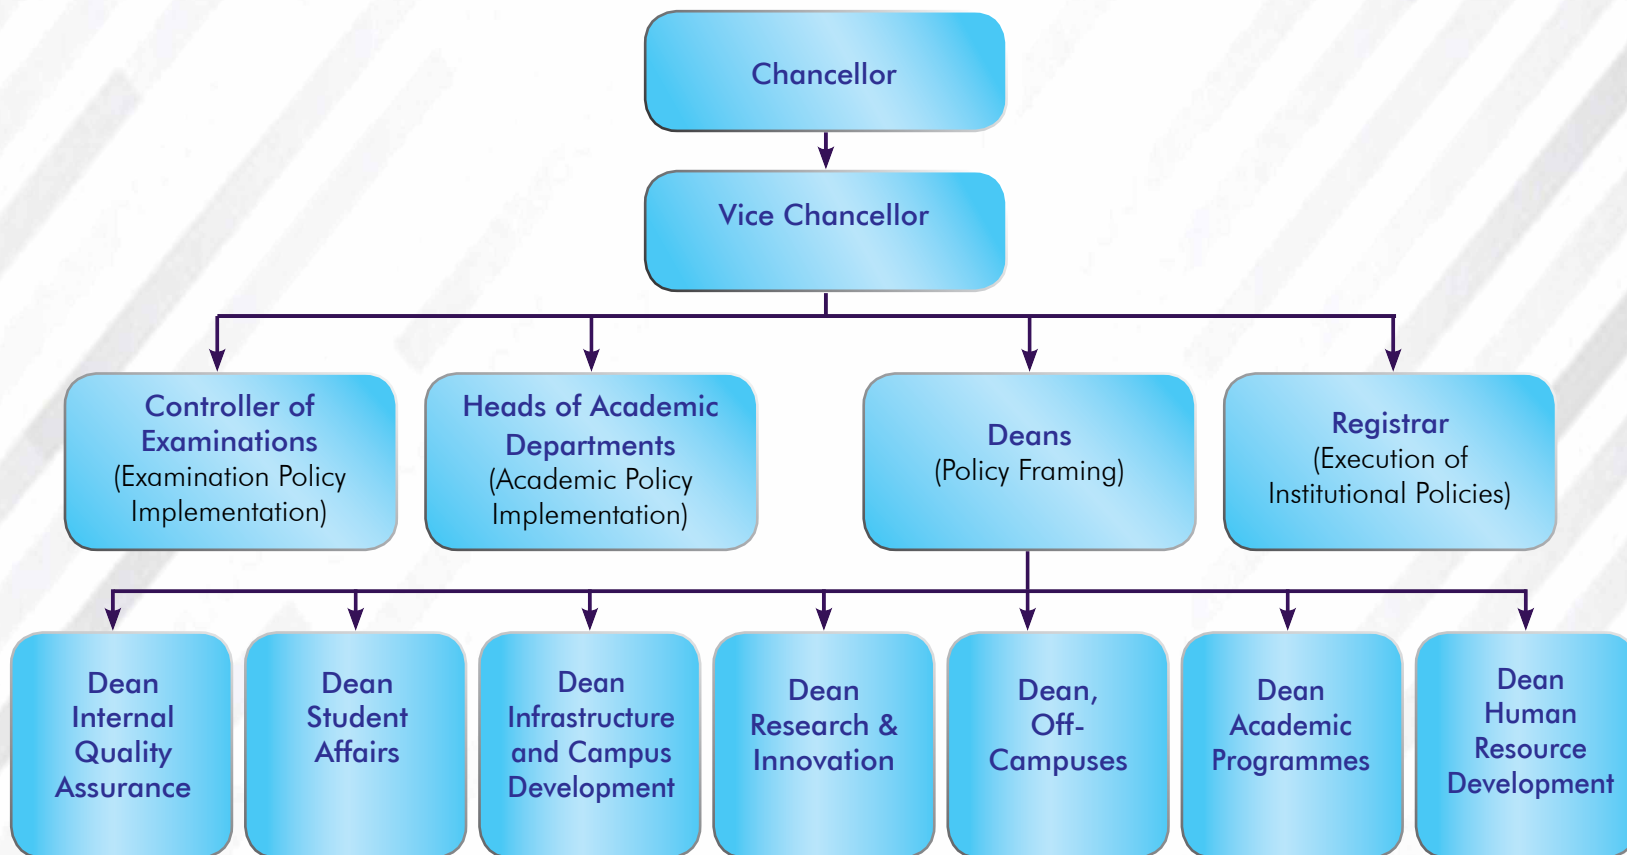 Chancellor
Vice Chancellor
Controller of
Examinations
(Examination Policy
Implementation)
Heads of Academic
Departments
(Academic Policy
Implementation)
Deans
(Policy Framing)
Registrar
(Execution of
Institutional Policies)
Dean
Internal
Quality
Assurance
Dean
Student
Affairs
Dean
Infrastructure
and Campus
Development
Dean
Research &
Innovation
Dean,
Off-
Campuses
Dean
Academic
Programmes
Dean
Human
Resource
Development